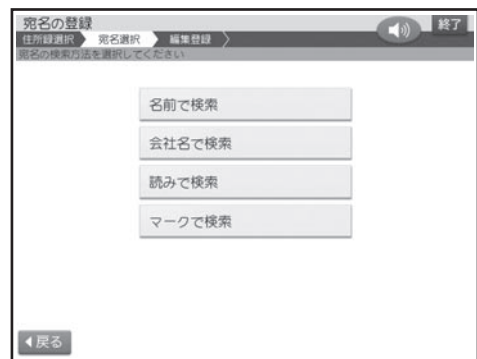 宛名の登録
終了
住所録選択 宛名選択 編集登録
宛名の検索方法を選択してください
名前で検索
会社名で検索
読みで検索
マークで検索
戻る